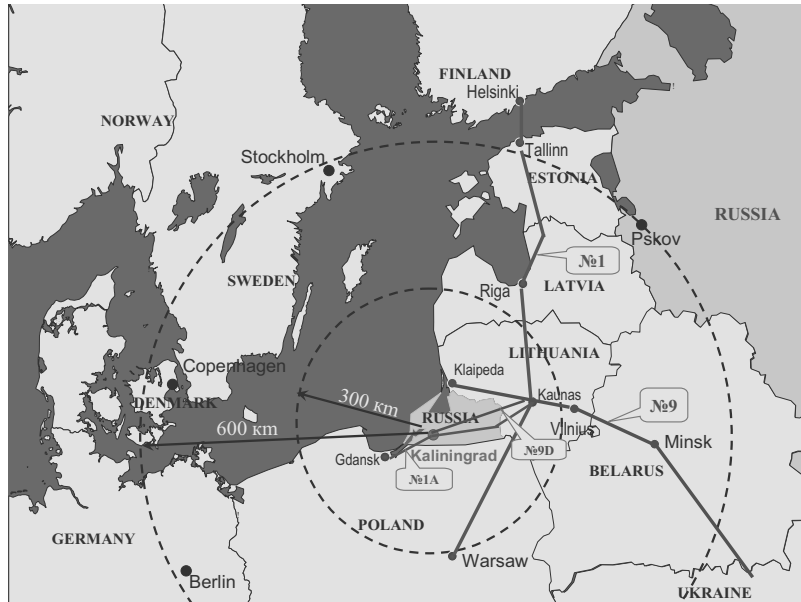 FINLAND
Helsinki
NORWAY
Stockholm
Tallinn
ESTONIA
RUSSIA
Pskov
№1
SWEDEN
Riga
LATVIA
LITHUANIA
Klaipeda
Copenhagen
DENMARK
300 км
Kaunas
№9
RUSSIA
600 км
Vilnius
Minsk
Kaliningrad
№9D
Gdansk
BELARUS
№1A
POLAND
GERMANY
Warsaw
Berlin
UKRAINE